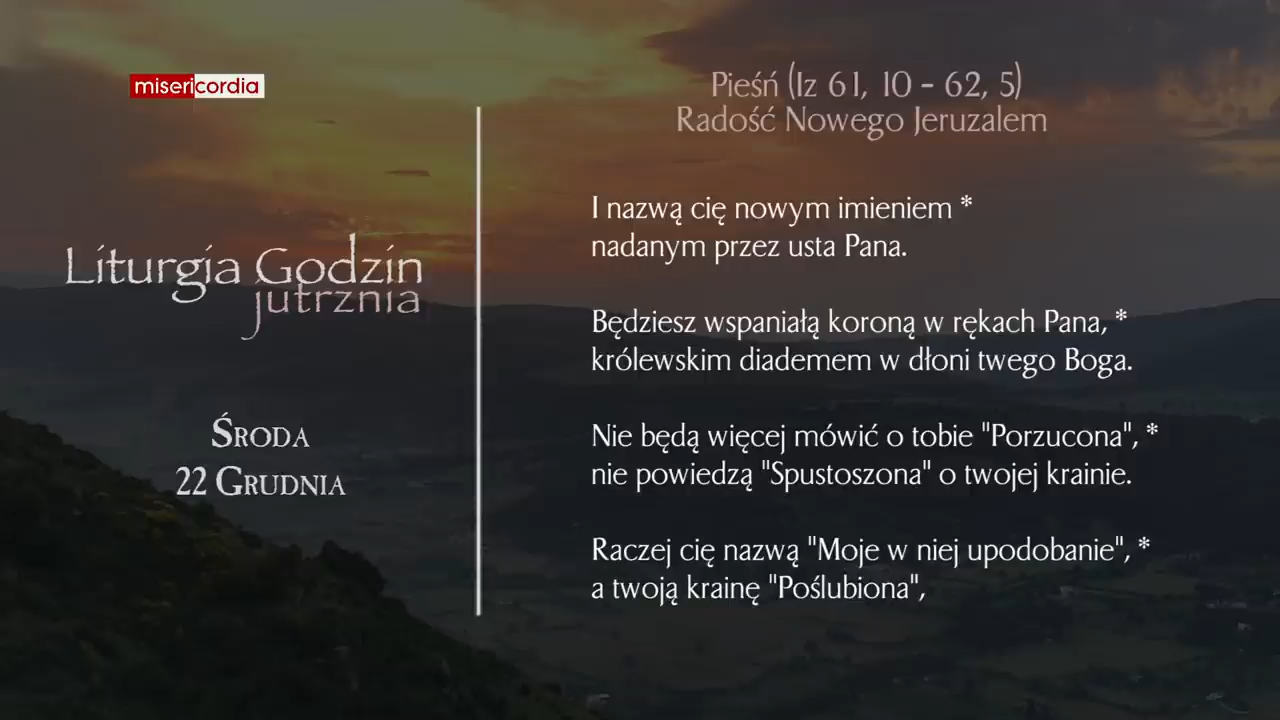 misericordia
Liturgia Godzin
jutrznia
Środa
22 Grudnia
Pieśń (Iz 61, 10 - 62, 5)
Radość Nowego Jeruzalem
I nazwą cię nowym imieniem *
nadanym przez usta Pana.
Będziesz wspaniałą koroną w rękach Pana, *
królewskim diademem w dłoni twego Boga.
Nie będą więcej mówić o tobie "Porzucona", *
nie powiedzą "Spustoszona" o twojej krainie.
Raczej cię nazwą "Moje w niej upodobanie", *
a twoją krainę "Poślubiona",